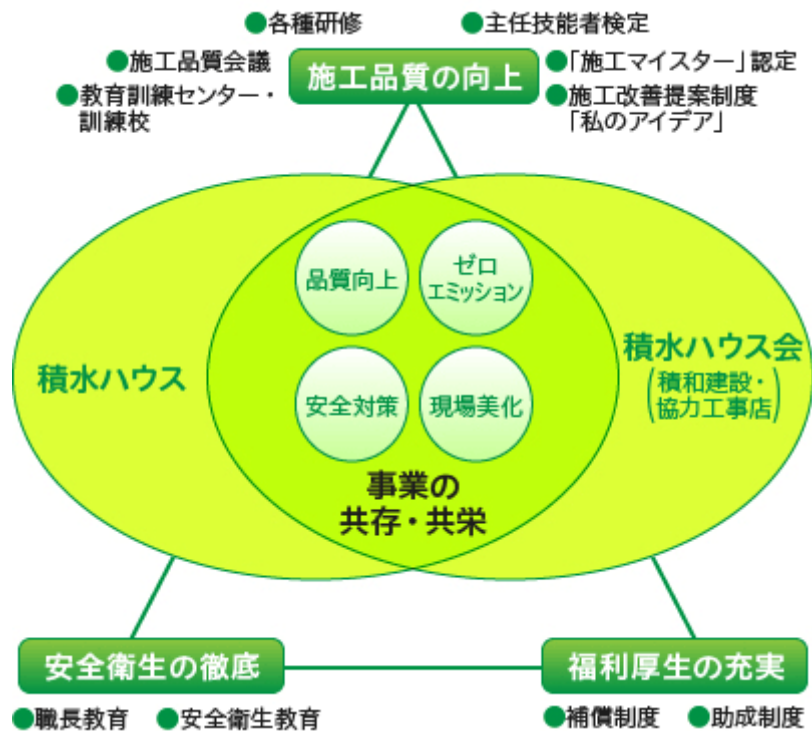 ●各種研修 ●主任技能者検定
●施工品質会議
施工品質の向上
●「施工マイスター」認定
●教育訓練センター・
訓練校
●施工改善提案制度
「私のアイデア」
品質向上
ゼロ
エミッション
積水ハウス
安全対策
現場美化
積水ハウス会
(積和建設・
協力工事店)
事業の
共存・共栄
安全衛生の徹底
福利厚生の充実
●職長教育 ●安全衛生教育
●補償制度 ●助成制度